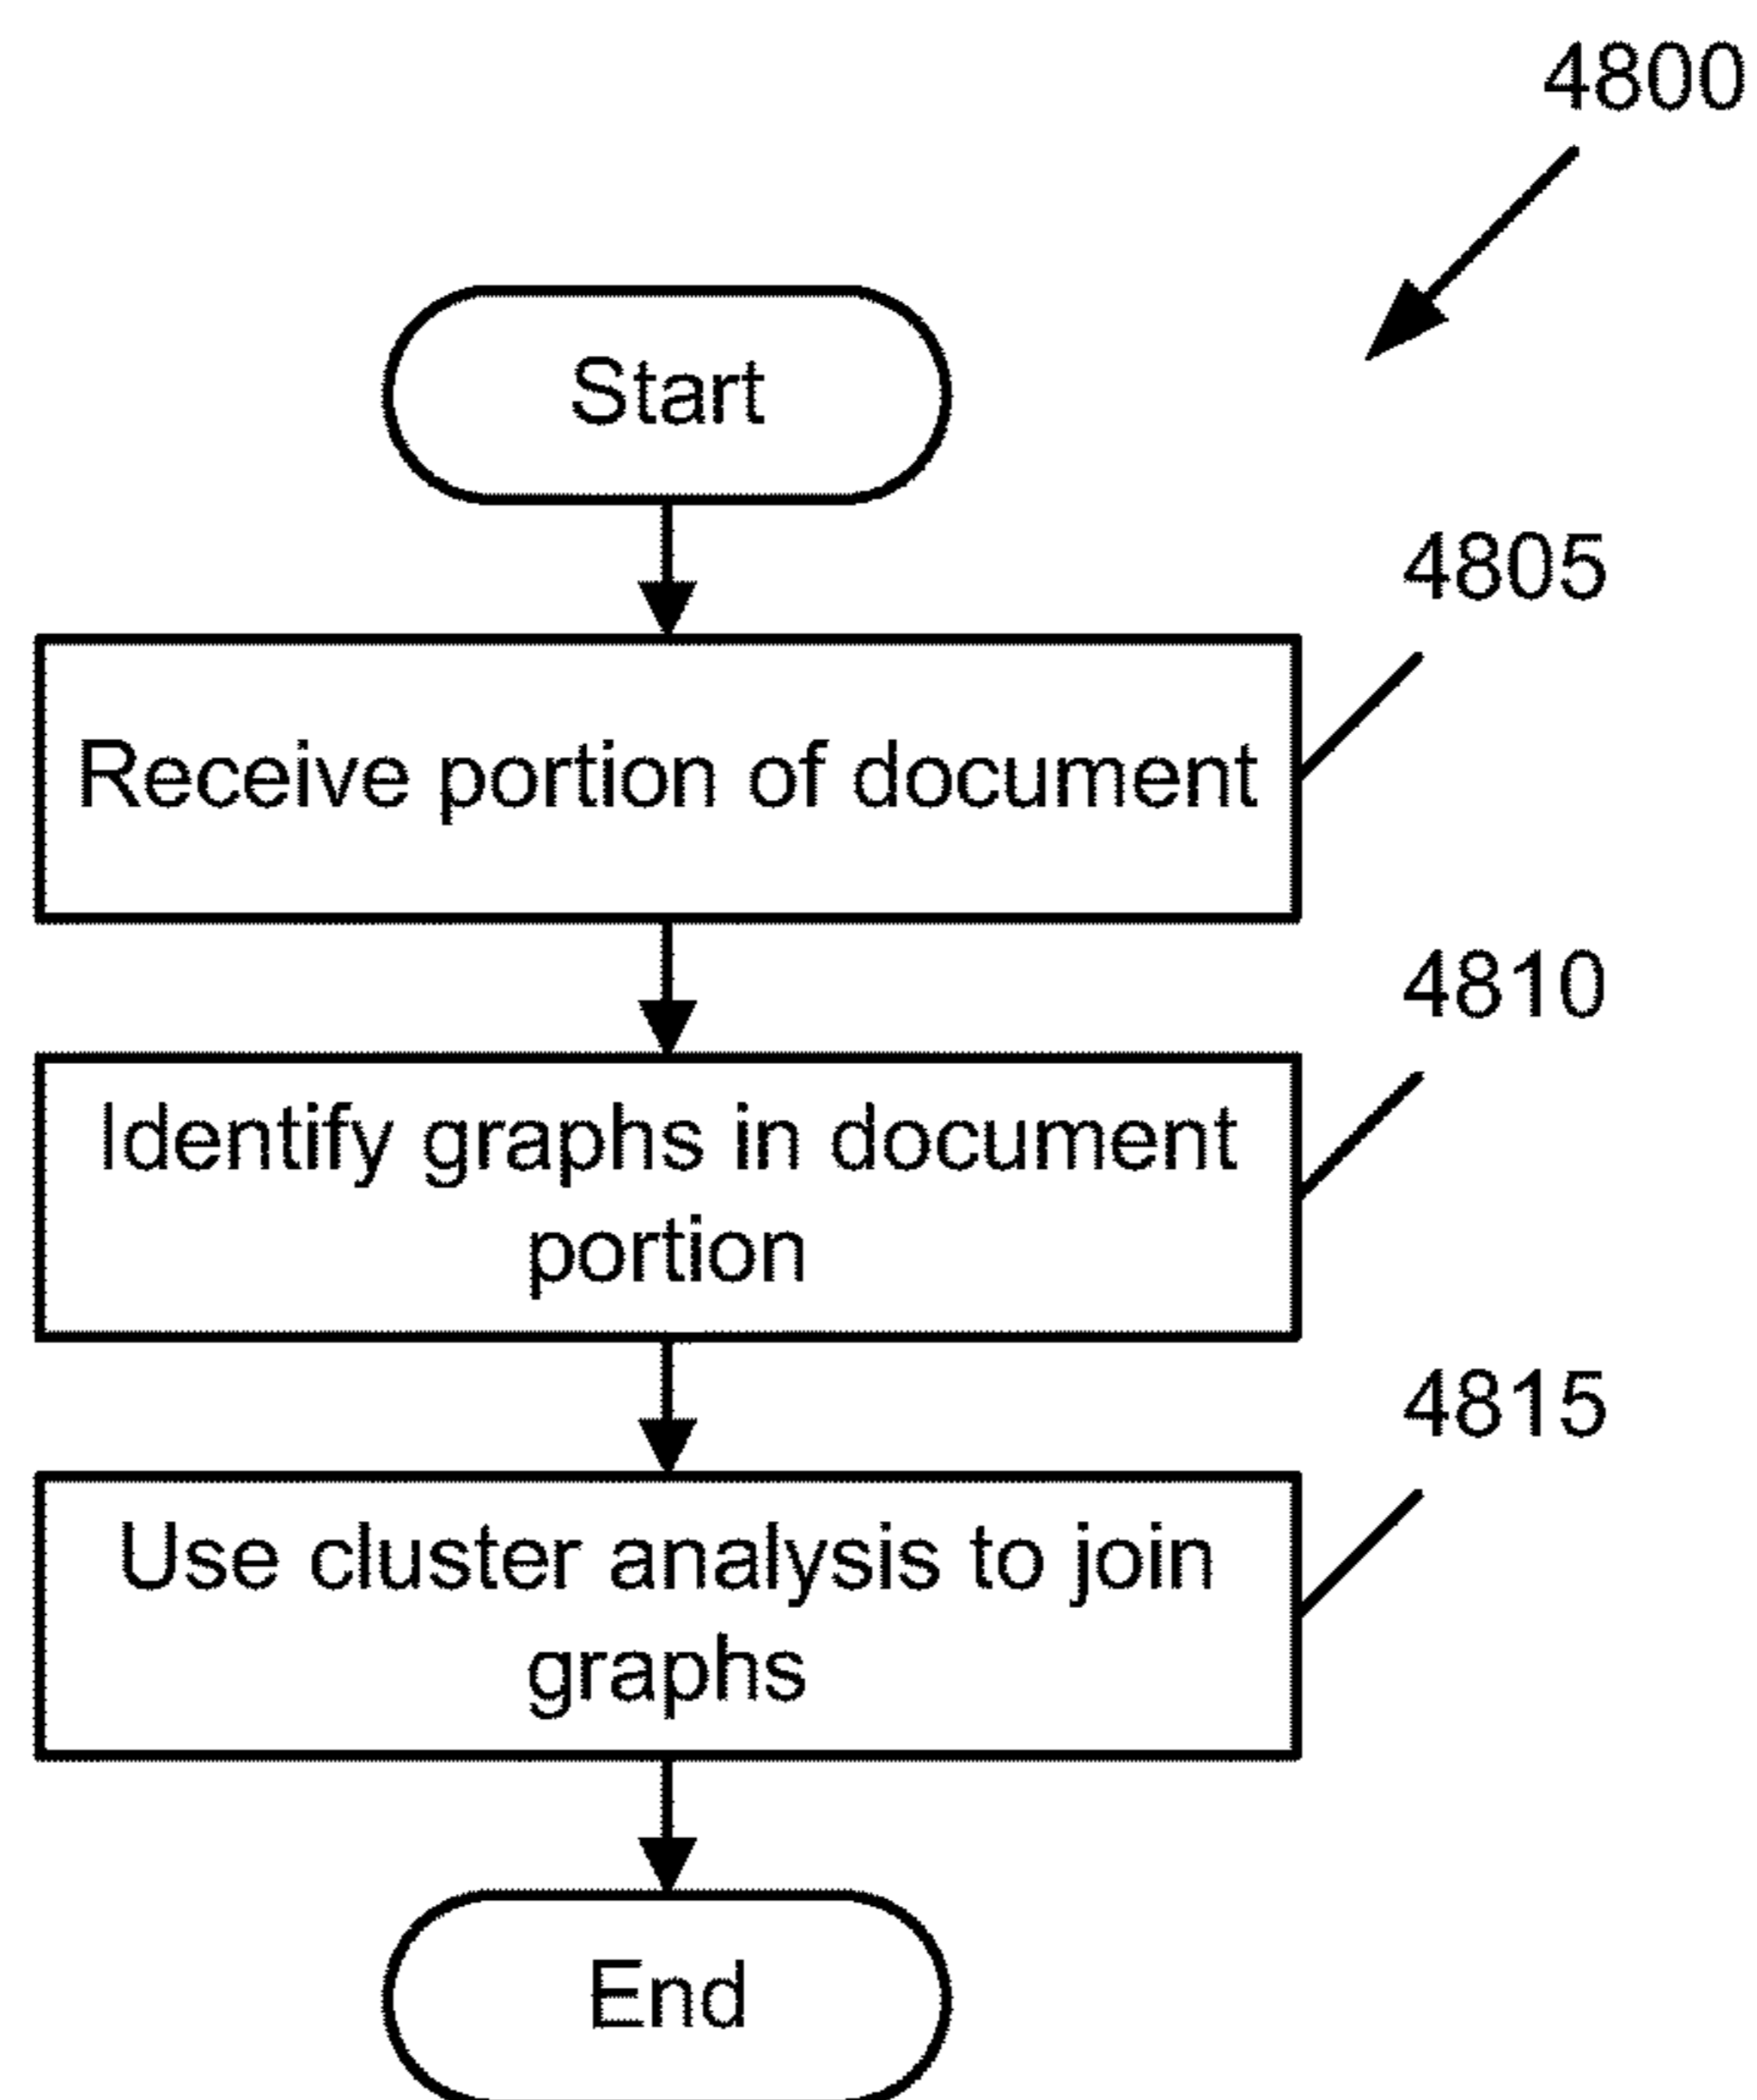 4800
Start
4805
Receive portion of document
4810
Identify graphs in document
portion
4815
Use cluster analysis to join
graphs
End